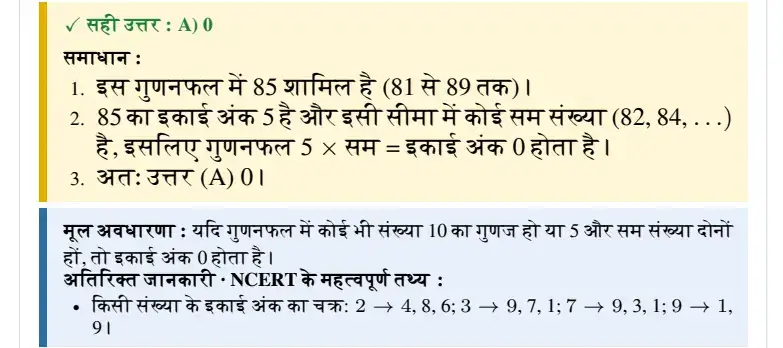 ✓ सही उत्तर : A) 0
समाधान :
1. इस गुणनफल में 85 शामिल है (81 से 89 तक)।
2. 85 का इकाई अंक 5 है और इसी सीमा में कोई सम संख्या (82, 84, . . .)
है, इसलिए गुणनफल 5 × सम = इकाई अंक 0 होता है।
3. अतः उत्तर (A) 0।
मूल अवधारणा : यदि गुणनफल में कोई भी संख्या 10 का गुणज हो या 5 और सम संख्या दोनों
हों, तो इकाई अंक 0 होता है।
अतिरिक्त जानकारी · NCERT के महत्वपूर्ण तथ्य :
• किसी संख्या के इकाई अंक का चक्र: 2 → 4, 8, 6; 3 → 9, 7, 1; 7 → 9, 3, 1; 9 → 1,
9।